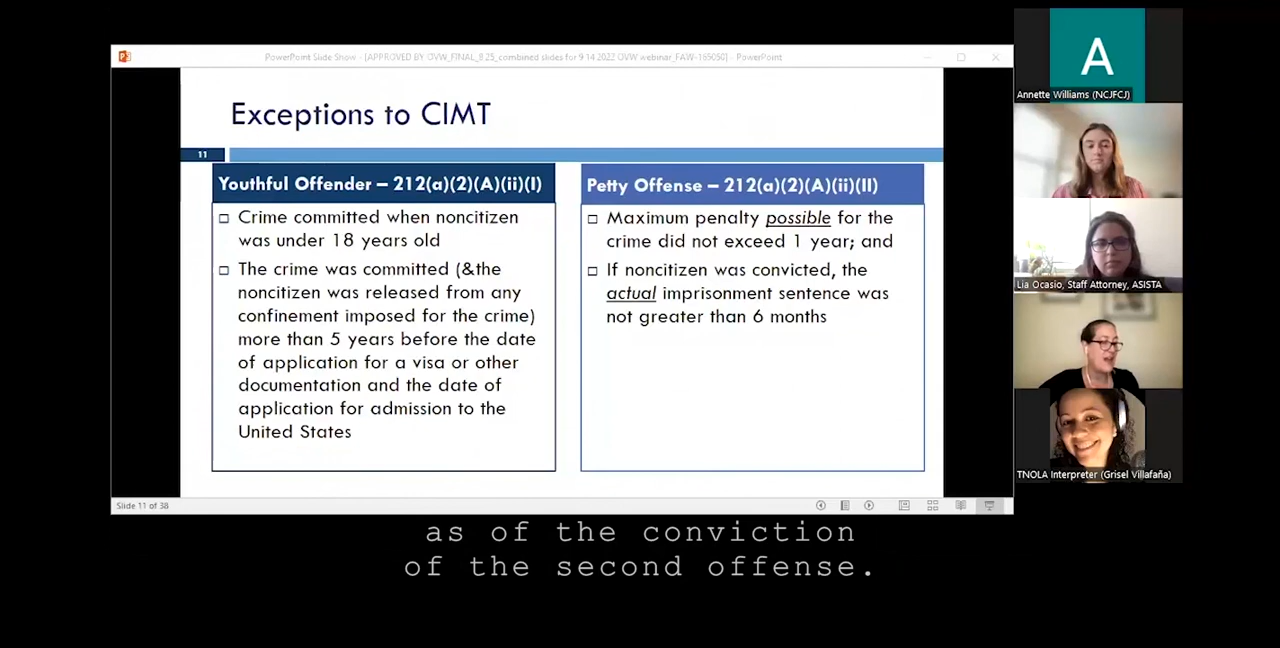 PowerPoint Slide Show - [APPROVED BY OVW_FINAL_8.25_combined slides for 9.14.2022 OVW webinar_FAW-165050] - PowerPoint
Exceptions to CIMT
11
Youthful Offender – 212(a)(2)(A)(ii)(I)
Crime committed when noncitizen
was under 18 years old
The crime was committed (&the
noncitizen was released from any
confinement imposed for the crime)
more than 5 years before the date
of application for a visa or other
documentation and the date of
application for admission to the
United States
Petty Offense – 212(a)(2)(A)(ii)(II)
Maximum penalty possible for the
crime did not exceed 1 year; and
If noncitizen was convicted, the
actual imprisonment sentence was
not greater than 6 months
Slide 11 of 38
A
Annette Williams (NCJFCJ)
Lia Ocasio, Staff Attorney, ASISTA
TNOLA Interpreter (Grisel Villafaña)
as of the conviction
of the second offense.